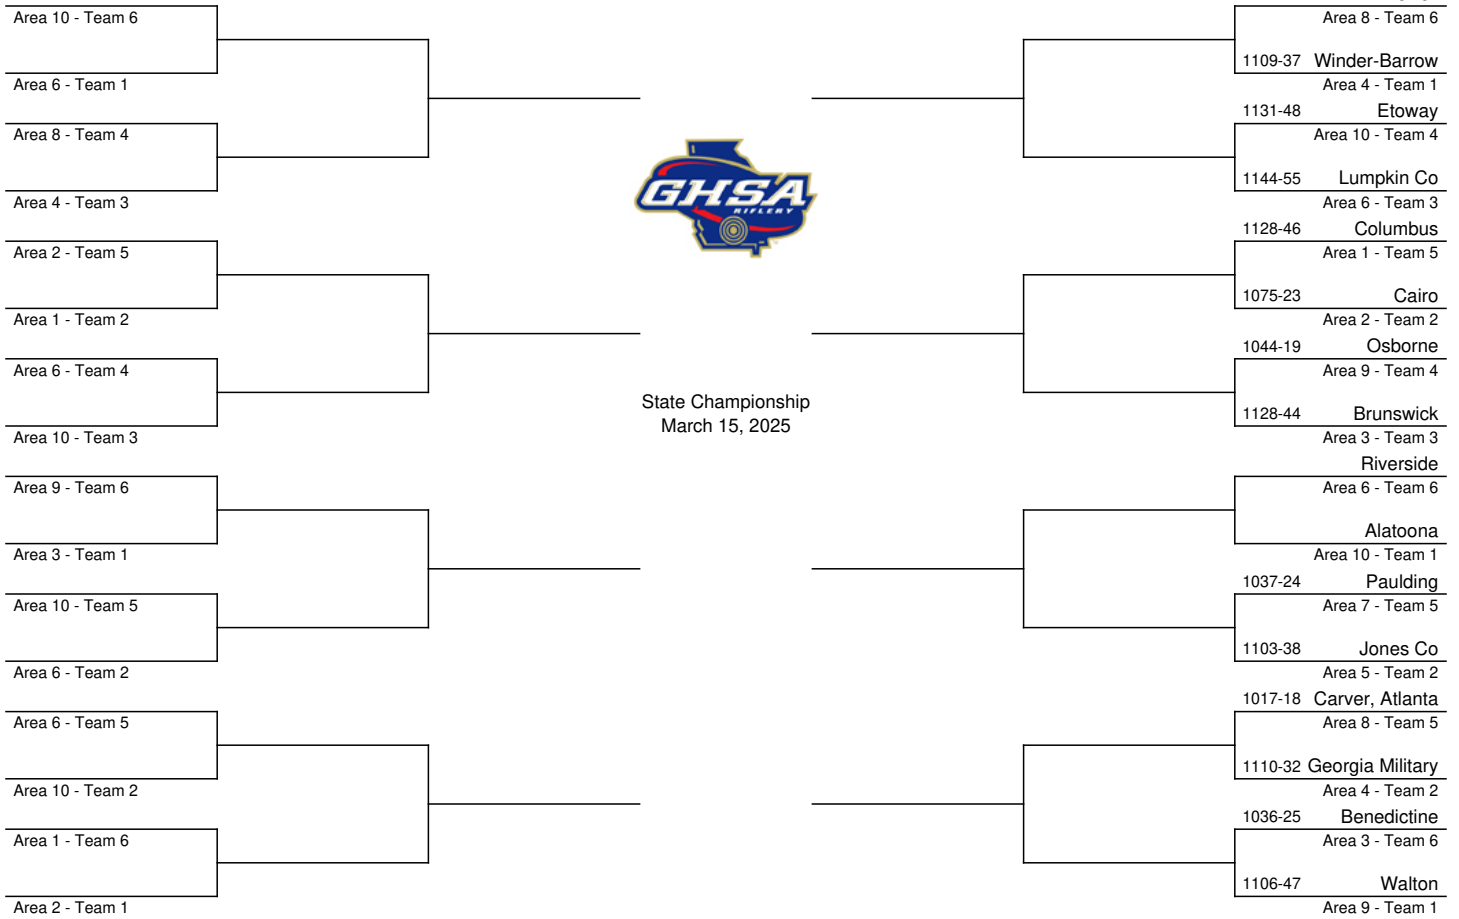 Area 10 - Team 6
Area 6 - Team 1
Area 8 - Team 4
Area 4 - Team 3
Area 2 - Team 5
Area 1 - Team 2
Area 6 - Team 4
Area 10 - Team 3
Area 9 - Team 6
Area 3 - Team 1
Area 10 - Team 5
Area 6 - Team 2
Area 6 - Team 5
Area 10 - Team 2
Area 1 - Team 6
Area 2 - Team 1
GHSA
RIFLERY
State Championship
March 15, 2025
Area 8 - Team 6
1109-37 Winder-Barrow
Area 4 - Team 1
1131-48 Etoway
Area 10 - Team 4
1144-55 Lumpkin Co
Area 6 - Team 3
1128-46 Columbus
Area 1 - Team 5
1075-23 Cairo
Area 2 - Team 2
1044-19 Osborne
Area 9 - Team 4
1128-44 Brunswick
Area 3 - Team 3
Riverside
Area 6 - Team 6
Alatoona
Area 10 - Team 1
1037-24 Paulding
Area 7 - Team 5
1103-38 Jones Co
Area 5 - Team 2
1017-18 Carver, Atlanta
Area 8 - Team 5
1110-32 Georgia Military
Area 4 - Team 2
1036-25 Benedictine
Area 3 - Team 6
1106-47 Walton
Area 9 - Team 1